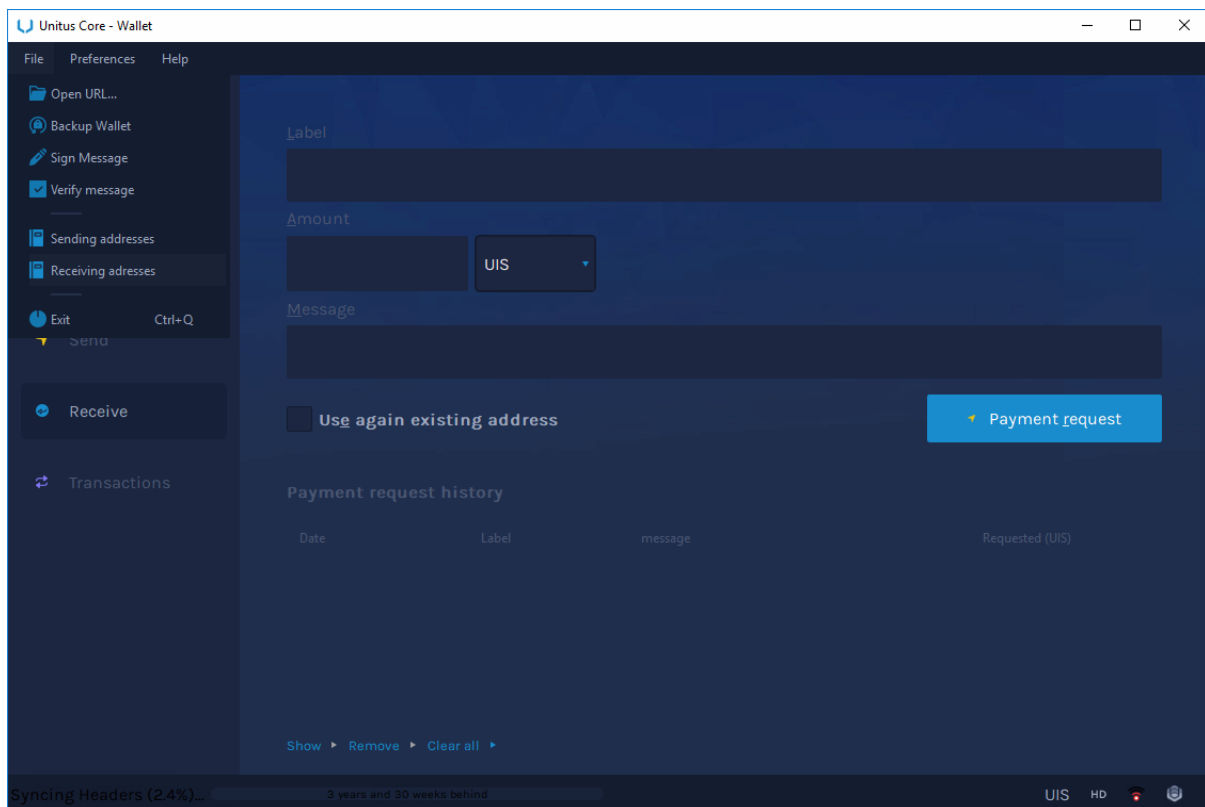 Unitus Core - Wallet
File Preferences Help
Open URL...
Backup Wallet
Sign Message
Verify message
Sending addresses
Receiving adresses
Exit Ctrl+Q
Send
Receive
Transactions
Label
Amount
UIS
Message
Use again existing address
Payment request
Payment request history
Date Label message Requested (UIS)
Show Remove Clear all
Syncing Headers (2.4%)... 3 years and 30 weeks behind UIS HD